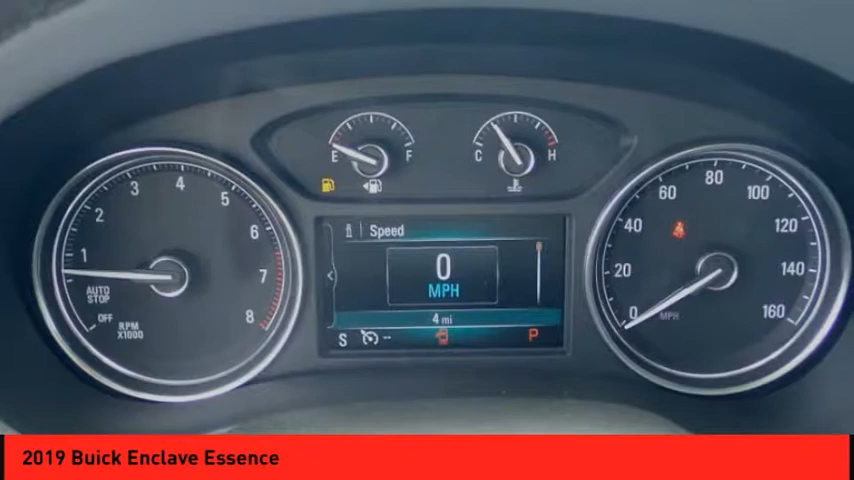 E F
C H
1 2 3 4 5 6 7 8
AUTO
STOP
OFF
RPM
X1000
Speed
0
MPH
4 mi
S -- P
0 20 40 60 80 100 120 140 160
MPH
2019 Buick Enclave Essence